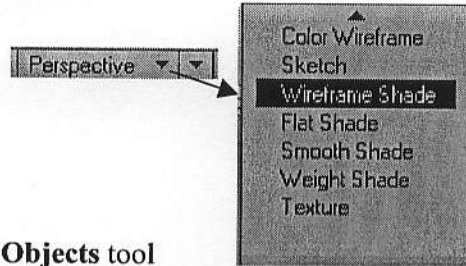 Perspective
Color Wireframe
Sketch
Wireframe Shade
Flat Shade
Smooth Shade
Weight Shade
Texture
Objects tool